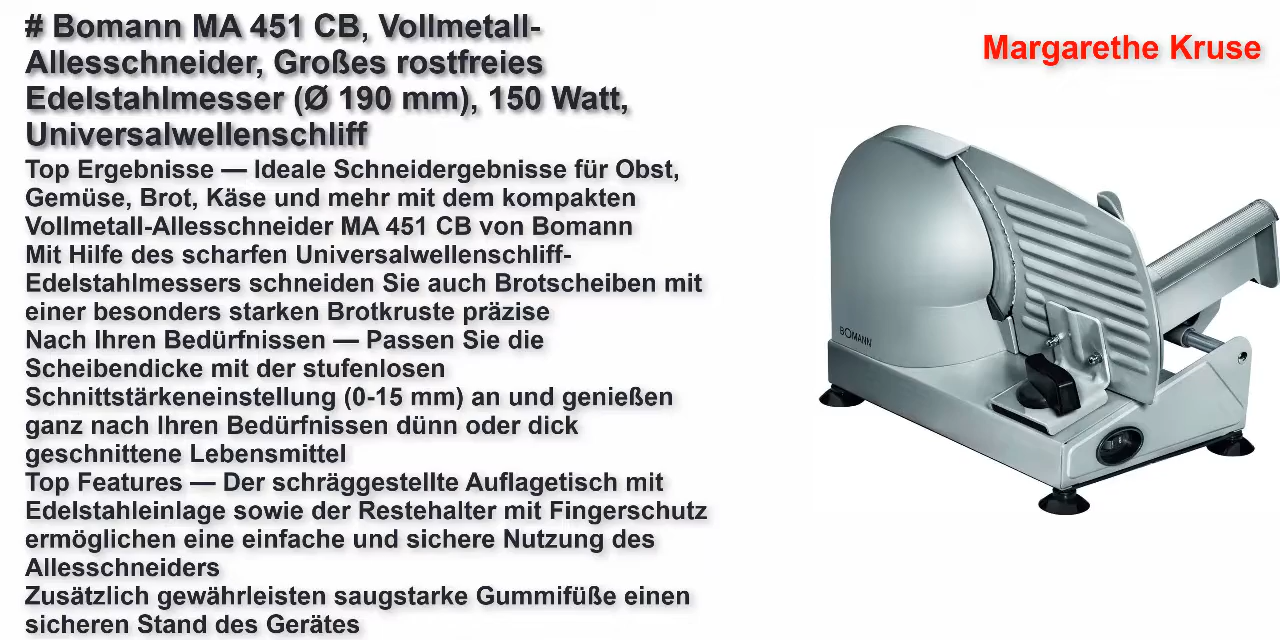 # Bomann MA 451 CB, Vollmetall-
Allesschneider, Großes rostfreies
Edelstahlmesser (Ø 190 mm), 150 Watt,
Universalwellenschliff
Top Ergebnisse — Ideale Schneidergebnisse für Obst,
Gemüse, Brot, Käse und mehr mit dem kompakten
Vollmetall-Allesschneider MA 451 CB von Bomann
Mit Hilfe des scharfen Universalwellenschliff-
Edelstahlmessers schneiden Sie auch Brotscheiben mit
einer besonders starken Brotkruste präzise
Nach Ihren Bedürfnissen — Passen Sie die
Scheibendicke mit der stufenlosen
Schnittstärkeneinstellung (0-15 mm) an und genießen
ganz nach Ihren Bedürfnissen dünn oder dick
geschnittene Lebensmittel
Top Features — Der schräggestellte Auflagetisch mit
Edelstahleinlage sowie der Restehalter mit Fingerschutz
ermöglichen eine einfache und sichere Nutzung des
Allesschneiders
Zusätzlich gewährleisten saugstarke Gummifüße einen
sicheren Stand des Gerätes
Margarethe Kruse
BOMANN